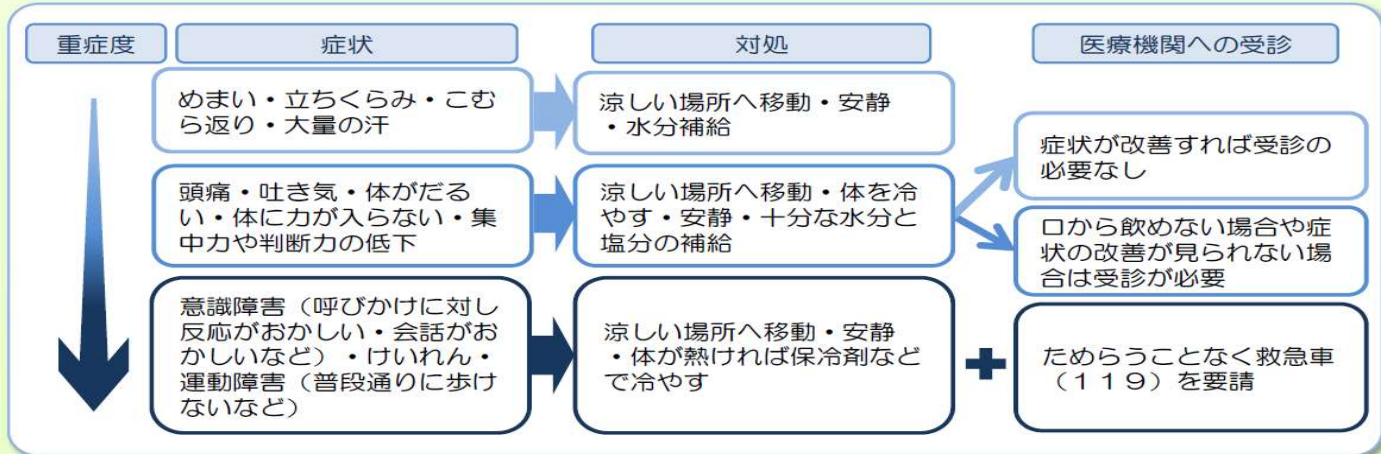 重症度
症状
対処
医療機関への受診
めまい・立ちくらみ・こむ
ら返り・大量の汗
涼しい場所へ移動・安静
・水分補給
頭痛・吐き気・体がだる
い・体に力が入らない・集
中力や判断力の低下
涼しい場所へ移動・体を冷
やす・安静・十分な水分と
塩分の補給
症状が改善すれば受診の
必要なし
口から飲めない場合や症
状の改善が見られない場
合は受診が必要
意識障害（呼びかけに対し
反応がおかしい・会話がお
かしいなど）・けいれん・
運動障害（普段通りに歩け
ないなど）
涼しい場所へ移動・安静
・体が熱ければ保冷剤など
で冷やす
ためらうことなく救急車
（１１９）を要請